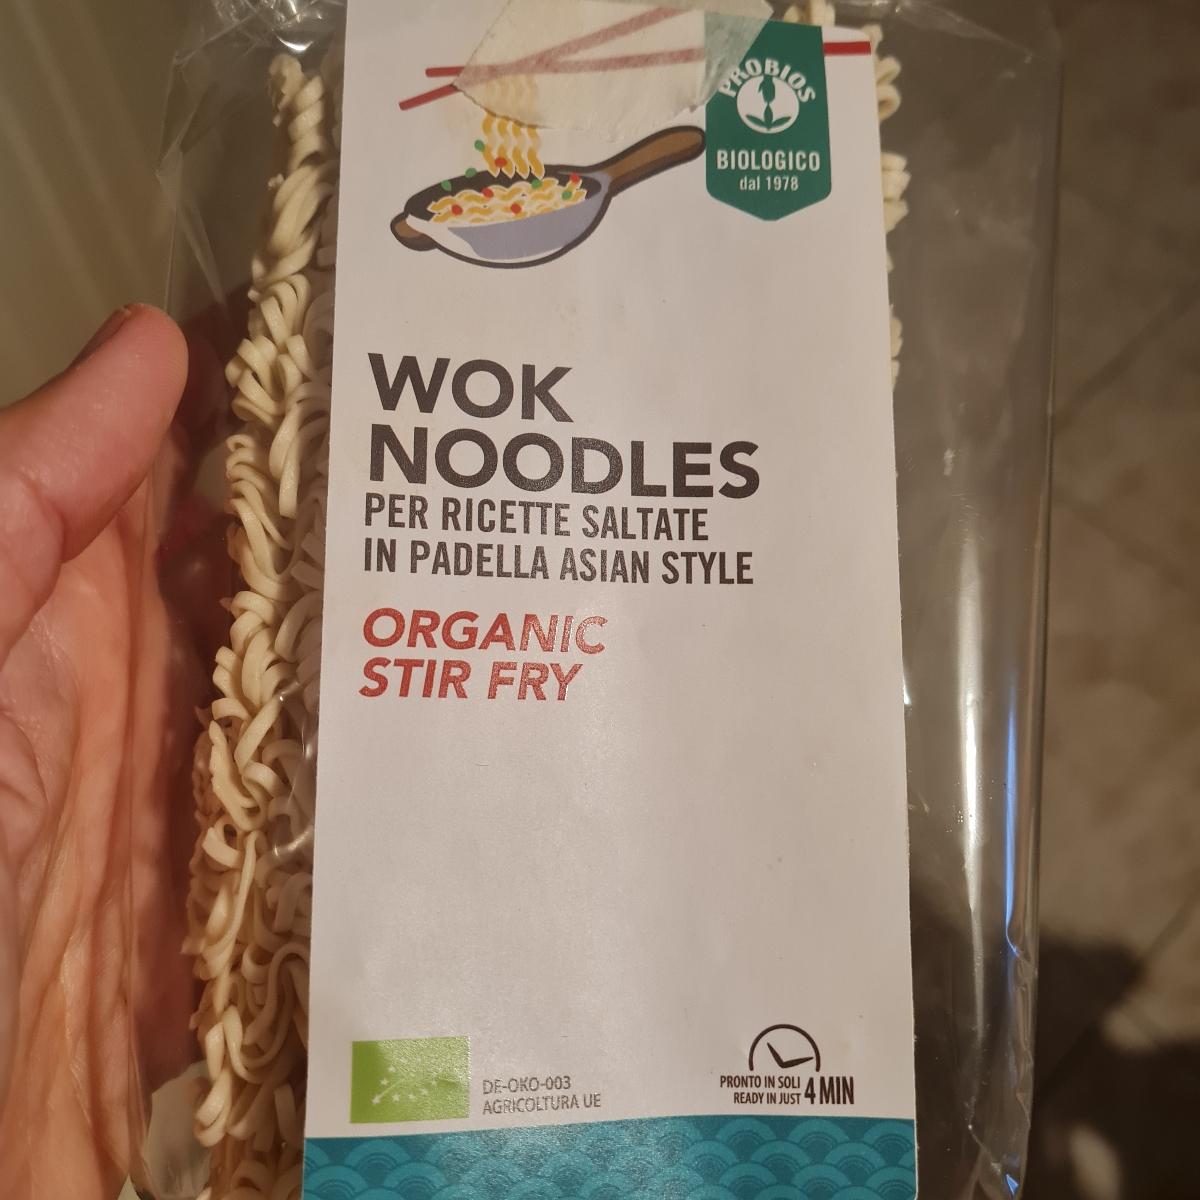 PROBIOS
BIOLOGICO
dal 1978
WOK
NOODLES
PER RICETTE SALTATE
IN PADELLA ASIAN STYLE
ORGANIC
STIR FRY
DE-OKO-003
AGRICOLTURA UE
PRONTO IN SOLI
READY IN JUST 4 MIN